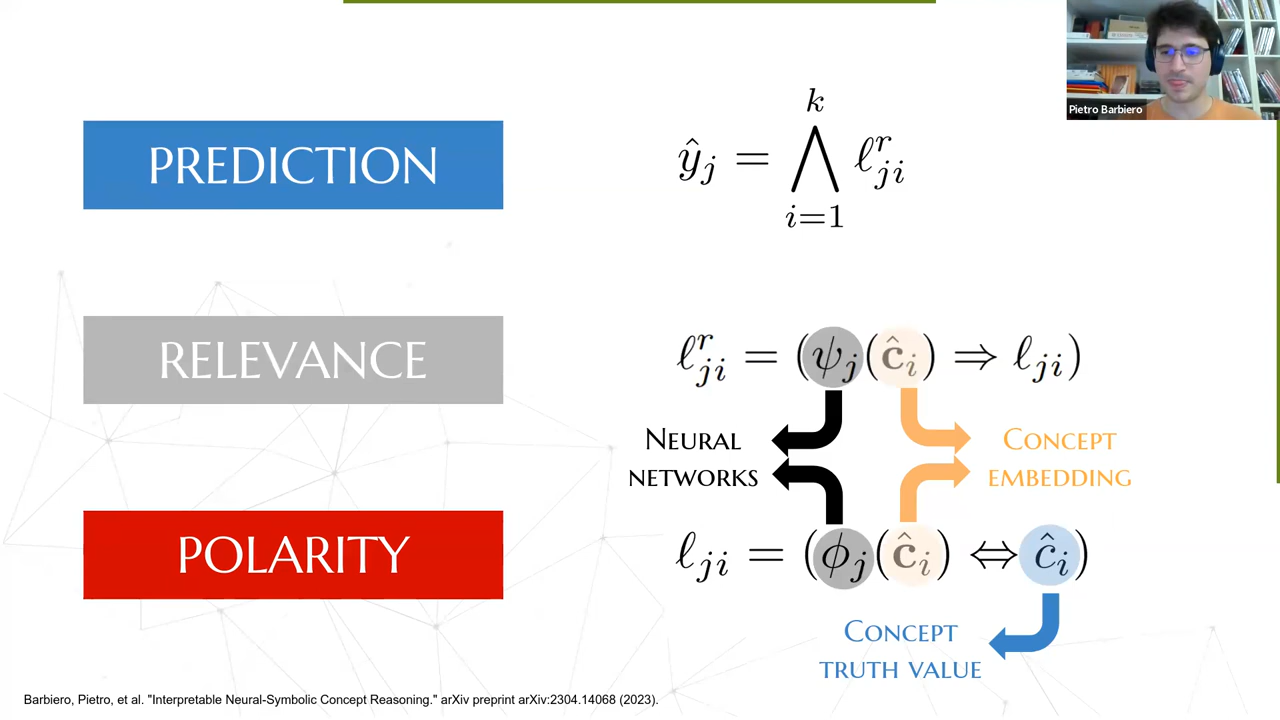 Pietro Barbiero
PREDICTION
ŷ_j = ⋀_{i=1}^{k} ℓ^r_{ji}
RELEVANCE
ℓ^r_{ji} = (ψ_j(ĉ_i) ⇒ ℓ_{ji})
NEURAL
NETWORKS
CONCEPT
EMBEDDING
POLARITY
ℓ_{ji} = (ϕ_j(ĉ_i) ⇔ ĉ_i)
CONCEPT
TRUTH VALUE
Barbiero, Pietro, et al. "Interpretable Neural-Symbolic Concept Reasoning." arXiv preprint arXiv:2304.14068 (2023).